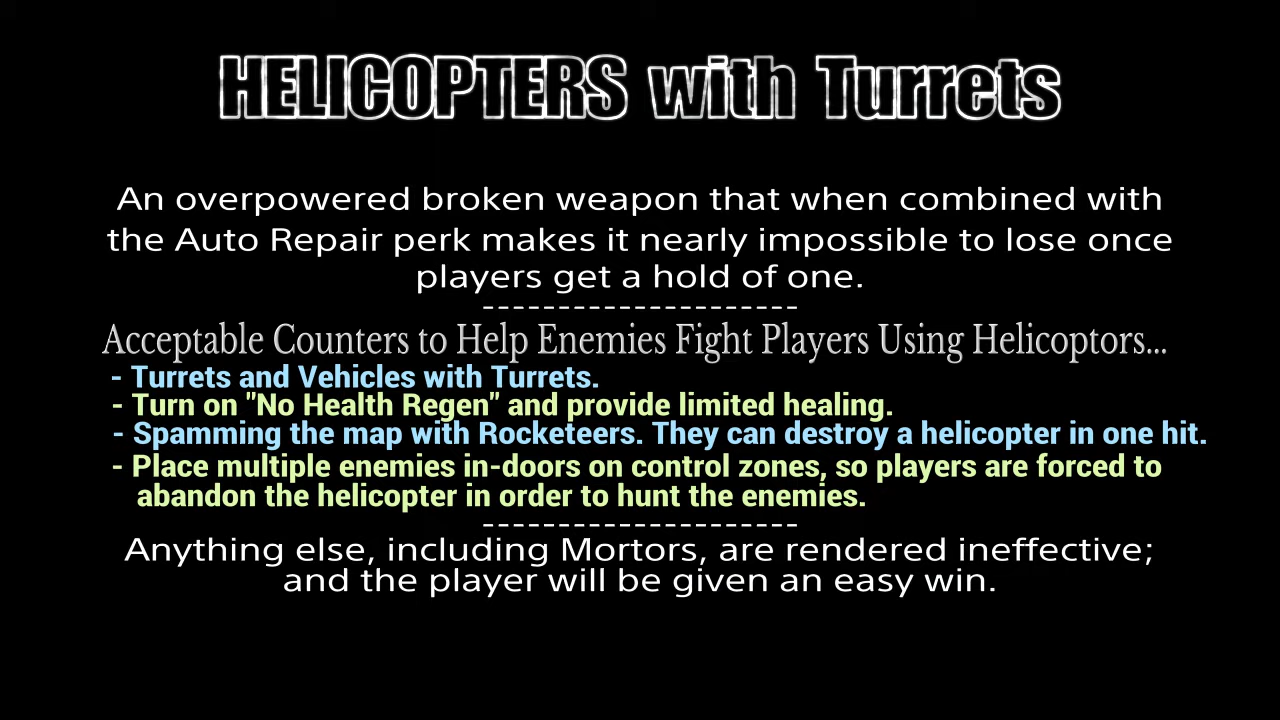 HELICOPTERS with Turrets
An overpowered broken weapon that when combined with
the Auto Repair perk makes it nearly impossible to lose once
players get a hold of one.
---------------------
Acceptable Counters to Help Enemies Fight Players Using Helicoptors...
- Turrets and Vehicles with Turrets.
- Turn on "No Health Regen" and provide limited healing.
- Spamming the map with Rocketeers. They can destroy a helicopter in one hit.
- Place multiple enemies in-doors on control zones, so players are forced to
abandon the helicopter in order to hunt the enemies.
---------------------
Anything else, including Mortors, are rendered ineffective;
and the player will be given an easy win.